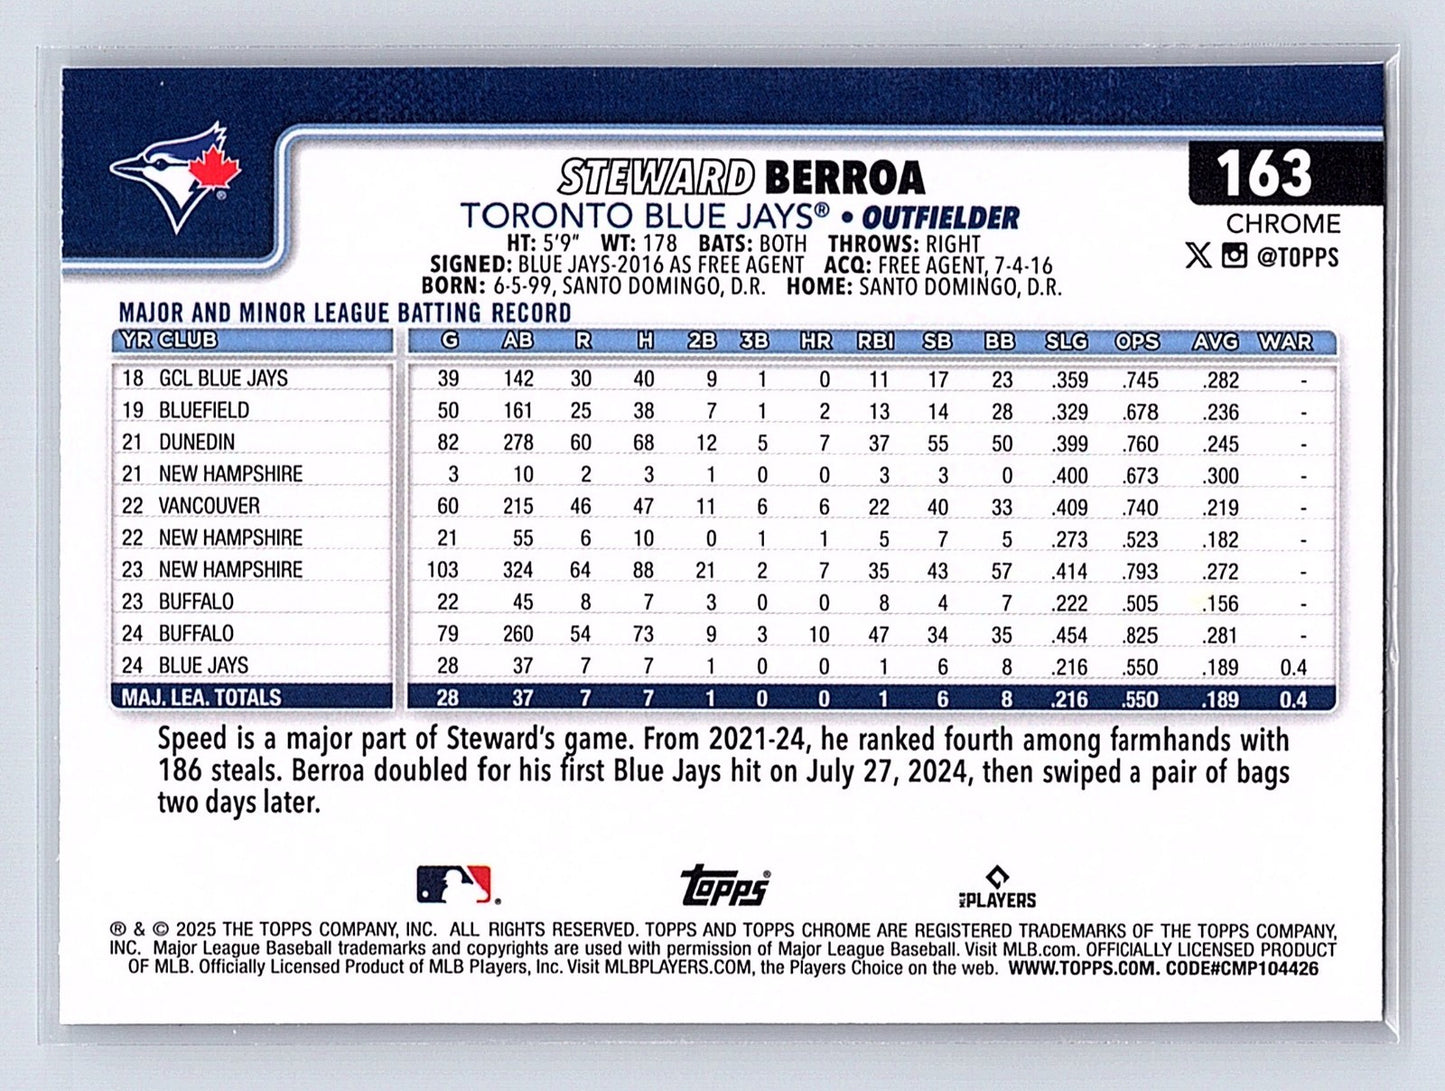 163
STEWARD BERROA
TORONTO BLUE JAYS® • OUTFIELDER
CHROME
HT: 5'9" WT: 178 BATS: BOTH THROWS: RIGHT
@TOPPS
SIGNED: BLUE JAYS-2016 AS FREE AGENT ACQ: FREE AGENT, 7-4-16
BORN: 6-5-99, SANTO DOMINGO, D.R. HOME: SANTO DOMINGO, D.R.
MAJOR AND MINOR LEAGUE BATTING RECORD
YR CLUB G AB R H 2B 3B HR RBI SB BB SLG OPS AVG WAR
18 GCL BLUE JAYS 39 142 30 40 9 1 0 11 17 23 .359 .745 .282 -
19 BLUEFIELD 50 161 25 38 7 1 2 13 14 28 .329 .678 .236 -
21 DUNEDIN 82 278 60 68 12 5 7 37 55 50 .399 .760 .245 -
21 NEW HAMPSHIRE 3 10 2 3 1 0 0 3 3 0 .400 .673 .300 -
22 VANCOUVER 60 215 46 47 11 6 6 22 40 33 .409 .740 .219 -
22 NEW HAMPSHIRE 21 55 6 10 0 1 1 5 7 5 .273 .523 .182 -
23 NEW HAMPSHIRE 103 324 64 88 21 2 7 35 43 57 .414 .793 .272 -
23 BUFFALO 22 45 8 7 3 0 0 8 4 7 .222 .505 .156 -
24 BUFFALO 79 260 54 73 9 3 10 47 34 35 .454 .825 .281 -
24 BLUE JAYS 28 37 7 7 1 0 0 1 6 8 .216 .550 .189 0.4
MAJ. LEA. TOTALS 28 37 7 7 1 0 0 1 6 8 .216 .550 .189 0.4
Speed is a major part of Steward's game. From 2021-24, he ranked fourth among farmhands with
186 steals. Berroa doubled for his first Blue Jays hit on July 27, 2024, then swiped a pair of bags
two days later.
topps®
MLB PLAYERS
® & © 2025 THE TOPPS COMPANY, INC. ALL RIGHTS RESERVED. TOPPS AND TOPPS CHROME ARE REGISTERED TRADEMARKS OF THE TOPPS COMPANY,
INC. Major League Baseball trademarks and copyrights are used with permission of Major League Baseball. Visit MLB.com. OFFICIALLY LICENSED PRODUCT
OF MLB. Officially Licensed Product of MLB Players, Inc. Visit MLBPLAYERS.COM, the Players Choice on the web. WWW.TOPPS.COM. CODE#CMP104426